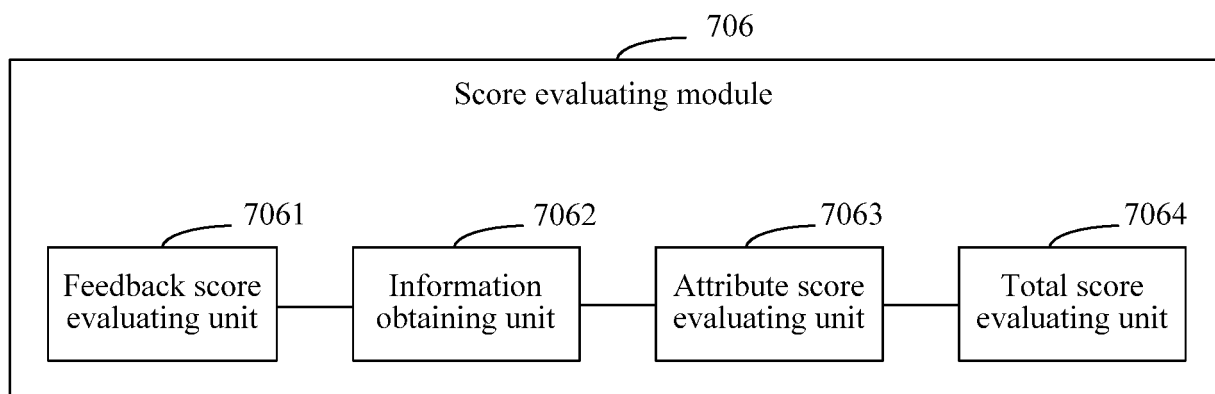 706
Score evaluating module
7061
7062
7063
7064
Feedback score
evaluating unit
Information
obtaining unit
Attribute score
evaluating unit
Total score
evaluating unit